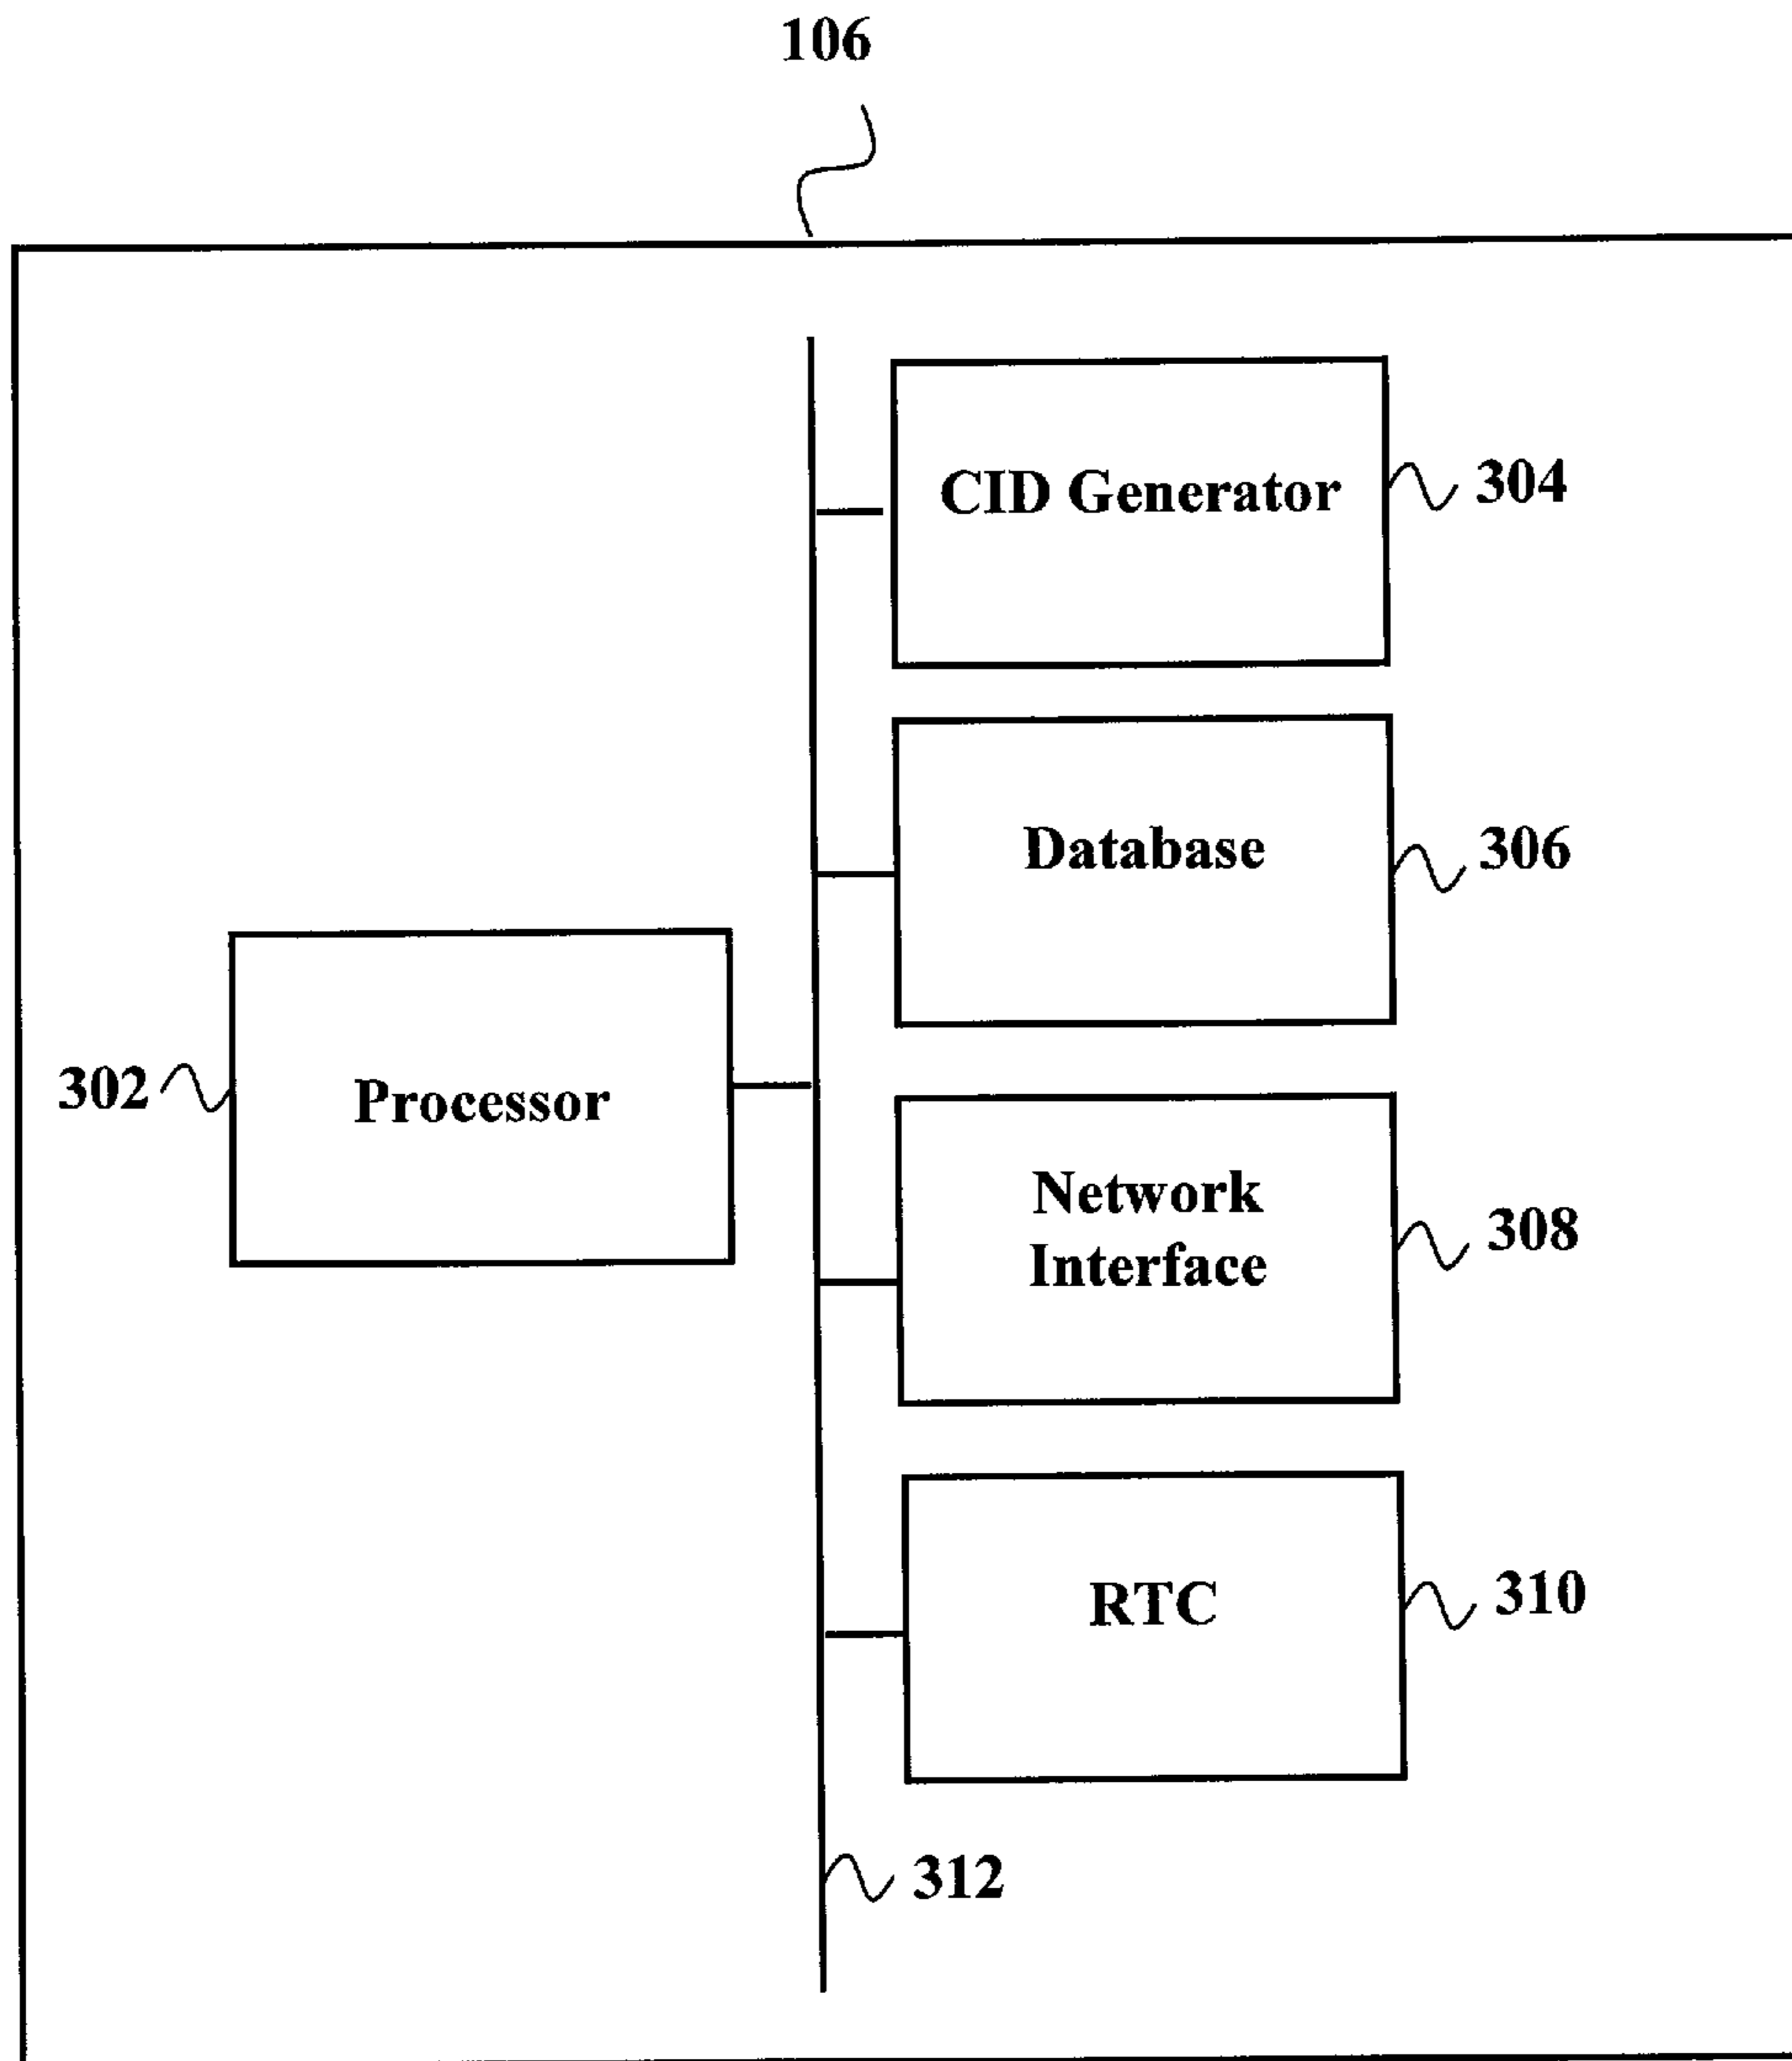 106
CID Generator
304
Database
306
302
Processor
Network
Interface
308
RTC
310
312